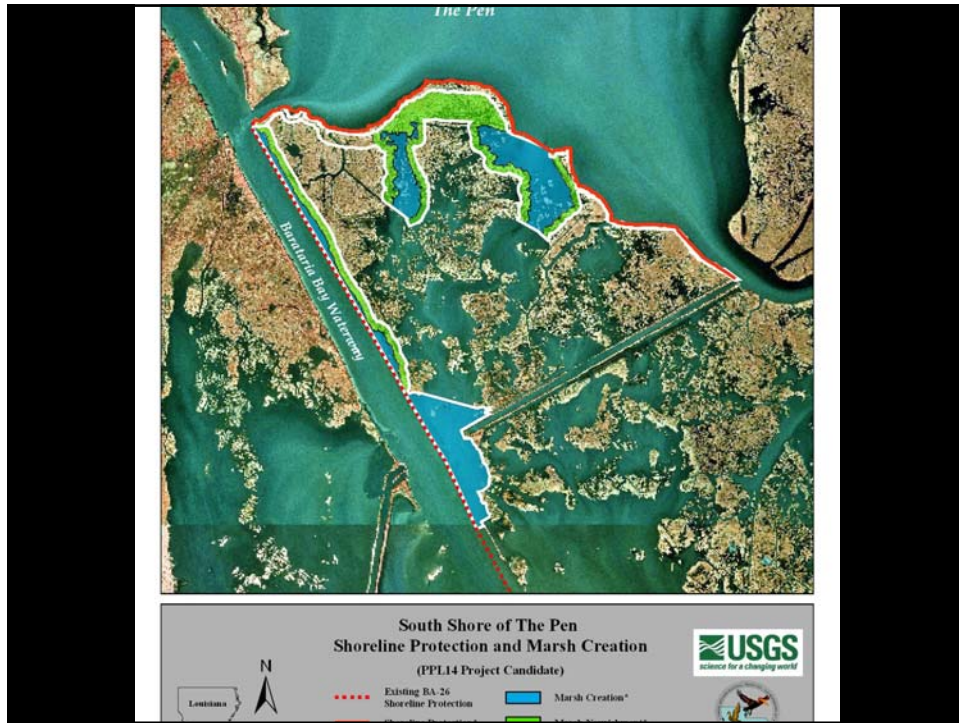 The Pen
Barataria Bay Waterway
South Shore of The Pen
Shoreline Protection and Marsh Creation
(PPL14 Project Candidate)
USGS
science for a changing world
N
Louisiana
Existing BA-26
Shoreline Protection
Marsh Creation*